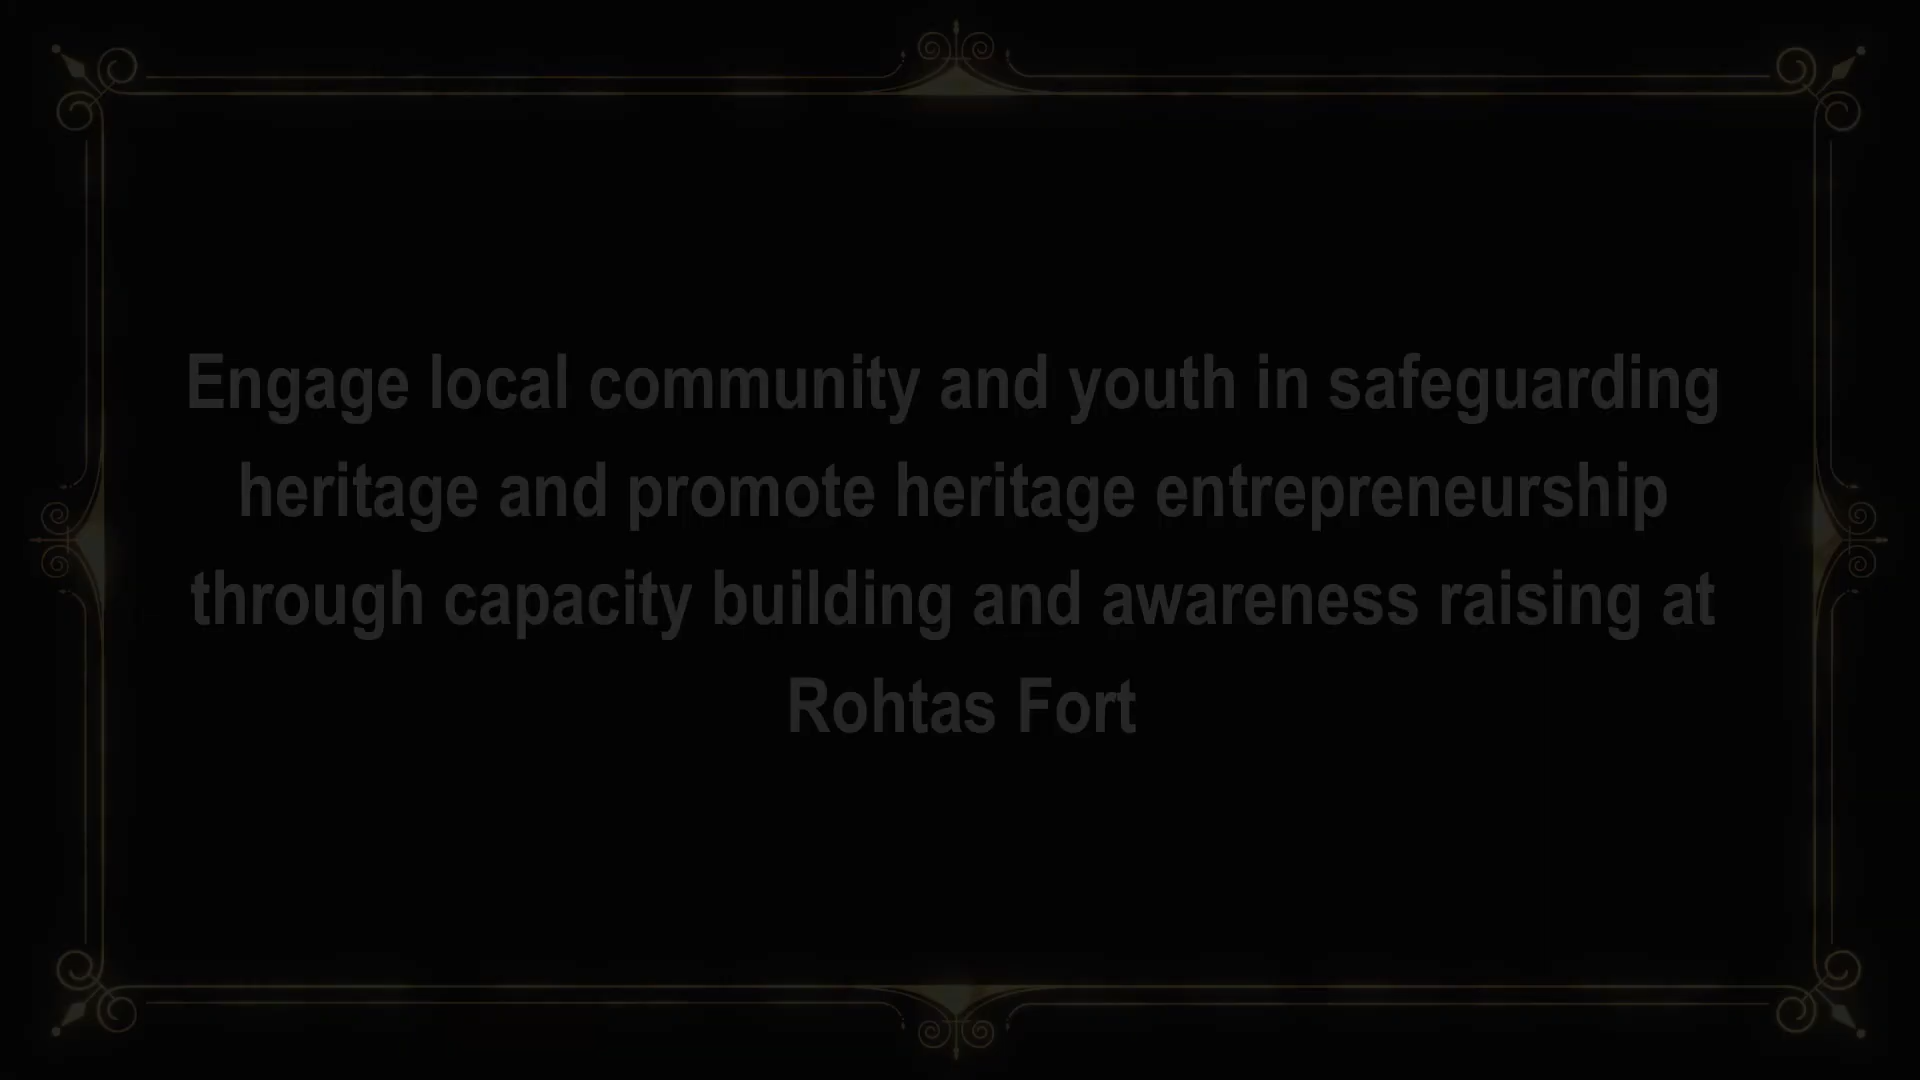 Engage local community and youth in safeguarding
heritage and promote heritage entrepreneurship
through capacity building and awareness raising at
Rohtas Fort